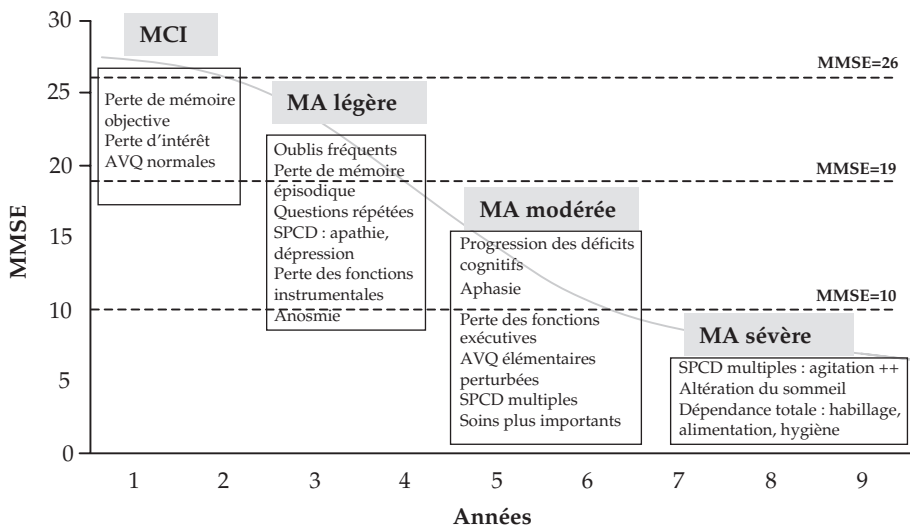 30
MCI
MMSE=26
25
Perte de mémoire
objective
Perte d'intérêt
AVQ normales
MA légère
Oublis fréquents
Perte de mémoire
épisodique
Questions répétées
SPCD : apathie,
dépression
Perte des fonctions
instrumentales
Anosmie
20
MMSE=19
MA modérée
Progression des déficits
cognitifs
Aphasie
Perte des fonctions
exécutives
AVQ élémentaires
perturbées
SPCD multiples
Soins plus importants
15
MMSE
10
MMSE=10
MA sévère
SPCD multiples : agitation ++
Altération du sommeil
Dépendance totale : habillage,
alimentation, hygiène
5
0
1 2 3 4 5 6 7 8 9
Années